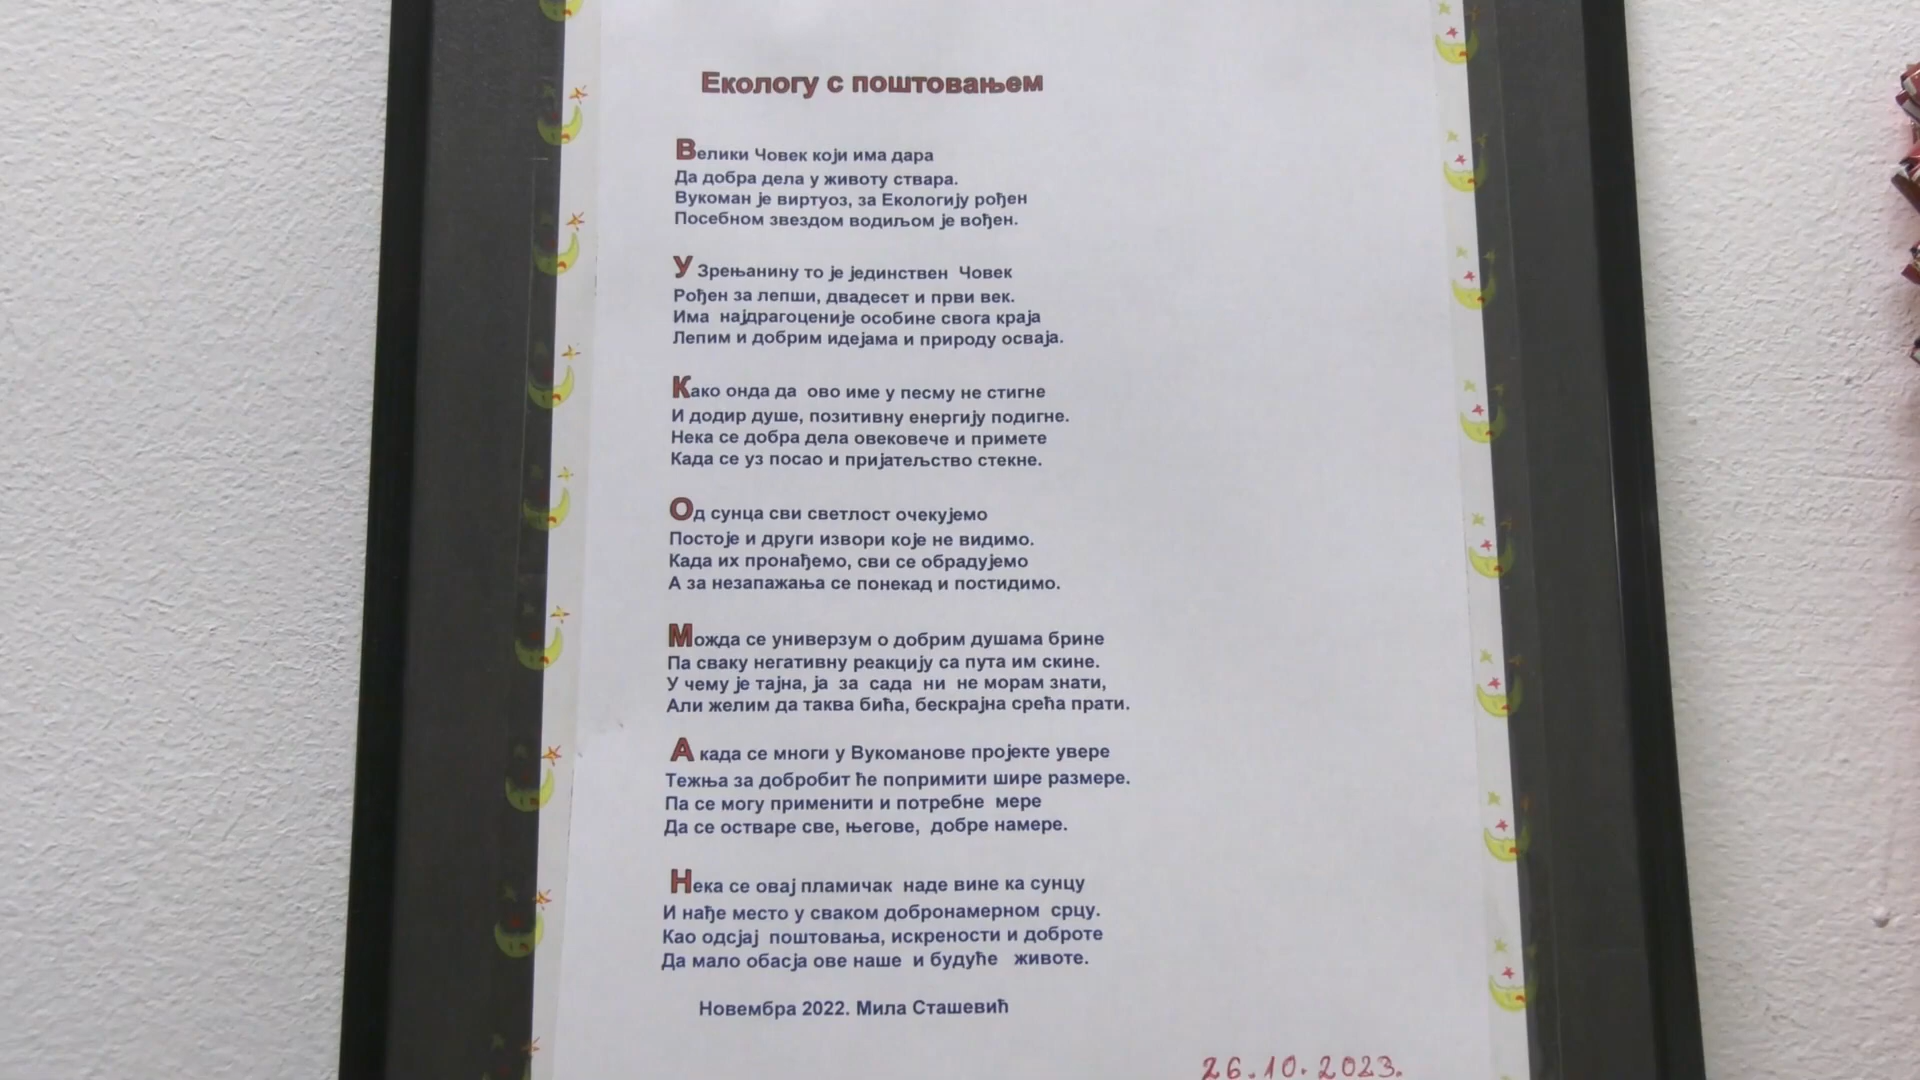 Екологу с поштовањем
Велики Човек који има дара
Да добра дела у животу ствара.
Вукоман је виртуоз, за Екологију рођен
Посебном звездом водиљом је вођен.
У Зрењанину то је јединствен Човек
Рођен за лепши, двадесет и први век.
Има најдрагоценије особине свога краја
Лепим и добрим идејама и природу осваја.
Како онда да ово име у песму не стигне
И додир душе, позитивну енергију подигне.
Нека се добра дела овековече и примете
Када се уз посао и пријатељство стекне.
Од сунца сви светлост очекујемо
Постоје и други извори које не видимо.
Када их пронађемо, сви се обрадујемо
А за незапажања се понекад и постидимо.
Можда се универзум о добрим душама брине
Па сваку негативну реакцију са пута им скине.
У чему је тајна, ја за сада ни не морам знати,
Али желим да таква бића, бескрајна срећа прати.
А када се многи у Вукоманове пројекте увере
Тежња за добробит ће попримити шире размере.
Па се могу применити и потребне мере
Да се остваре све, његове, добре намере.
Нека се овај пламичак наде вине ка сунцу
И нађе место у сваком добронамерном срцу.
Као одсјај поштовања, искрености и доброте
Да мало обасја ове наше и будуће животе.
Новембра 2022. Мила Сташевић
26.10.2023.